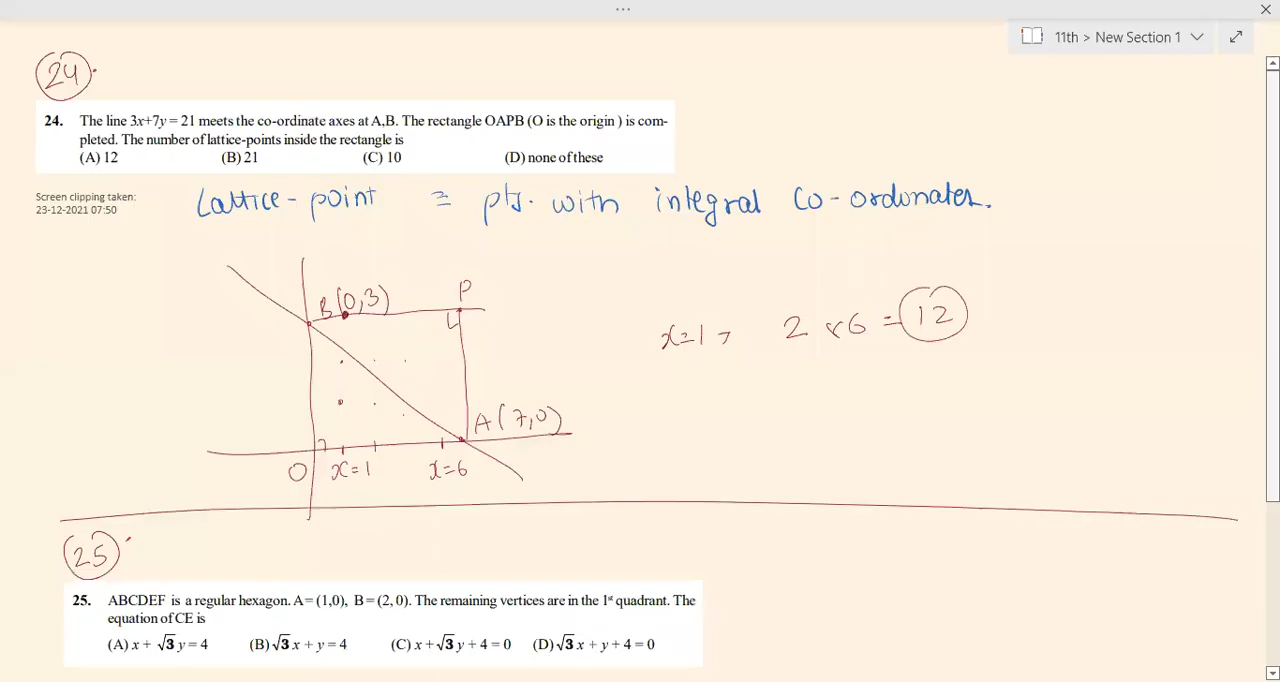 11th > New Section 1
24.
24. The line 3x+7y = 21 meets the co-ordinate axes at A,B. The rectangle OAPB (O is the origin ) is com-
pleted. The number of lattice-points inside the rectangle is
(A) 12 (B) 21 (C) 10 (D) none of these
Screen clipping taken:
23-12-2021 07:50
Lattice-point = pts. with integral Co-ordonates.
B(0,3) P
x=1, 2 x6 = 12
A(7,0)
O x=1 x=6
25.
25. ABCDEF is a regular hexagon. A= (1,0), B= (2, 0). The remaining vertices are in the 1st quadrant. The
equation of CE is
(A) x + √3 y = 4 (B) √3 x + y = 4 (C) x + √3 y + 4 = 0 (D) √3 x + y + 4 = 0